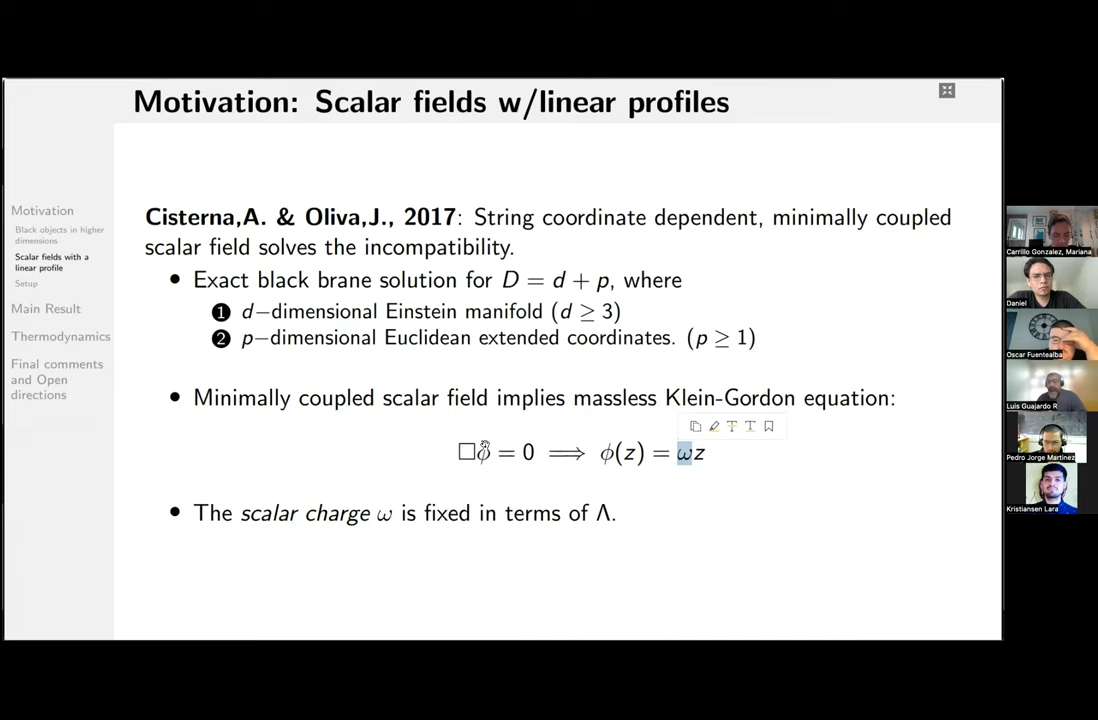 Motivation: Scalar fields w/linear profiles
Motivation
Black objects in higher
dimensions
Scalar fields with a
linear profile
Setup
Main Result
Thermodynamics
Final comments
and Open
directions
Cisterna,A. & Oliva,J., 2017: String coordinate dependent, minimally coupled
scalar field solves the incompatibility.
• Exact black brane solution for D = d + p, where
1 d−dimensional Einstein manifold (d ≥ 3)
2 p−dimensional Euclidean extended coordinates. (p ≥ 1)
• Minimally coupled scalar field implies massless Klein-Gordon equation:
□ϕ = 0 ⟹ ϕ(z) = ωz
• The scalar charge ω is fixed in terms of Λ.
Carrillo Gonzalez, Mariana
Daniel
Oscar Fuentealba
Luis Guajardo R
Pedro Jorge Martinez
Kristiansen Lara